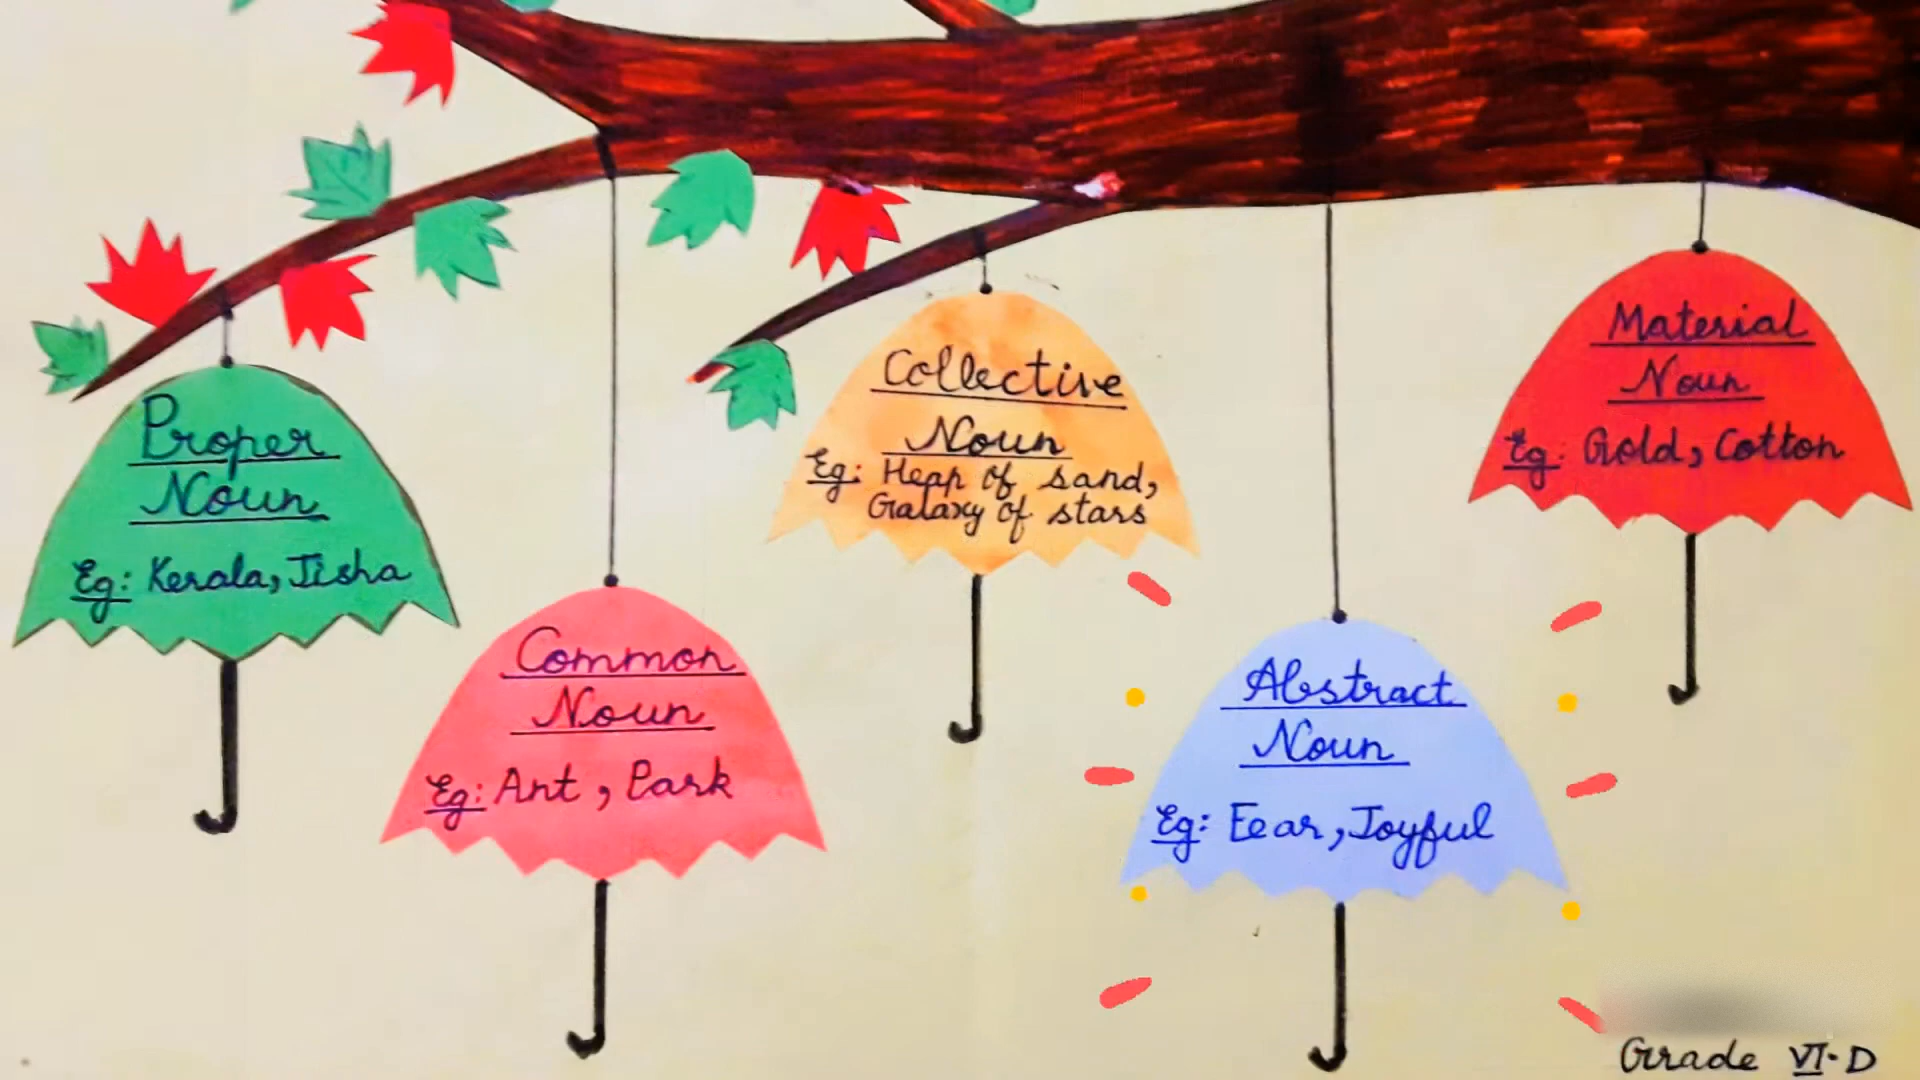 Proper
Noun
Eg: Kerala, Jisha
Common
Noun
Eg: Ant, Park
Collective
Noun
Eg: Heap of sand,
Galaxy of stars
Abstract
Noun
Eg: Fear, Joyful
Material
Noun
Eg: Gold, Cotton
Grade VI-D